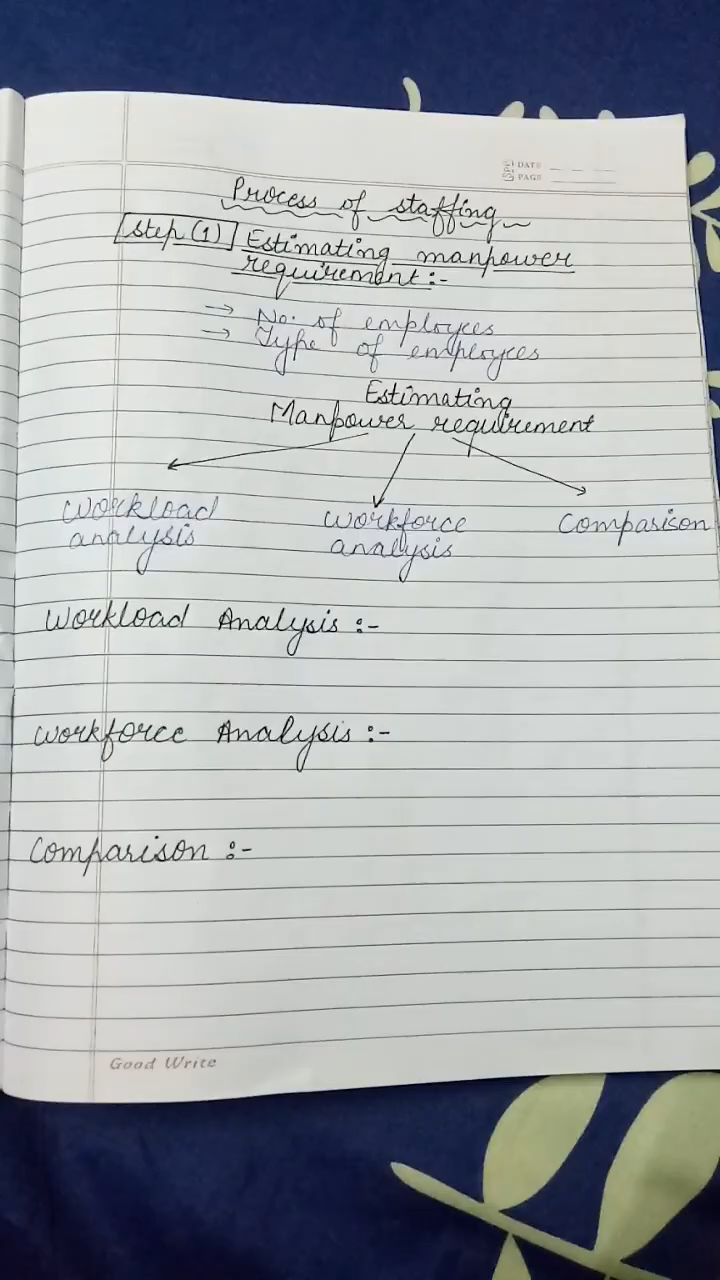 DATE
PAGE
Process of staffing
Step (1) Estimating manpower
requirement :-
→ No. of employees
→ Type of employees
Estimating
Manpower requirement
Workload analysis
Workforce analysis
Comparison
Workload Analysis :-
Workforce Analysis :-
Comparison :-
Good Write